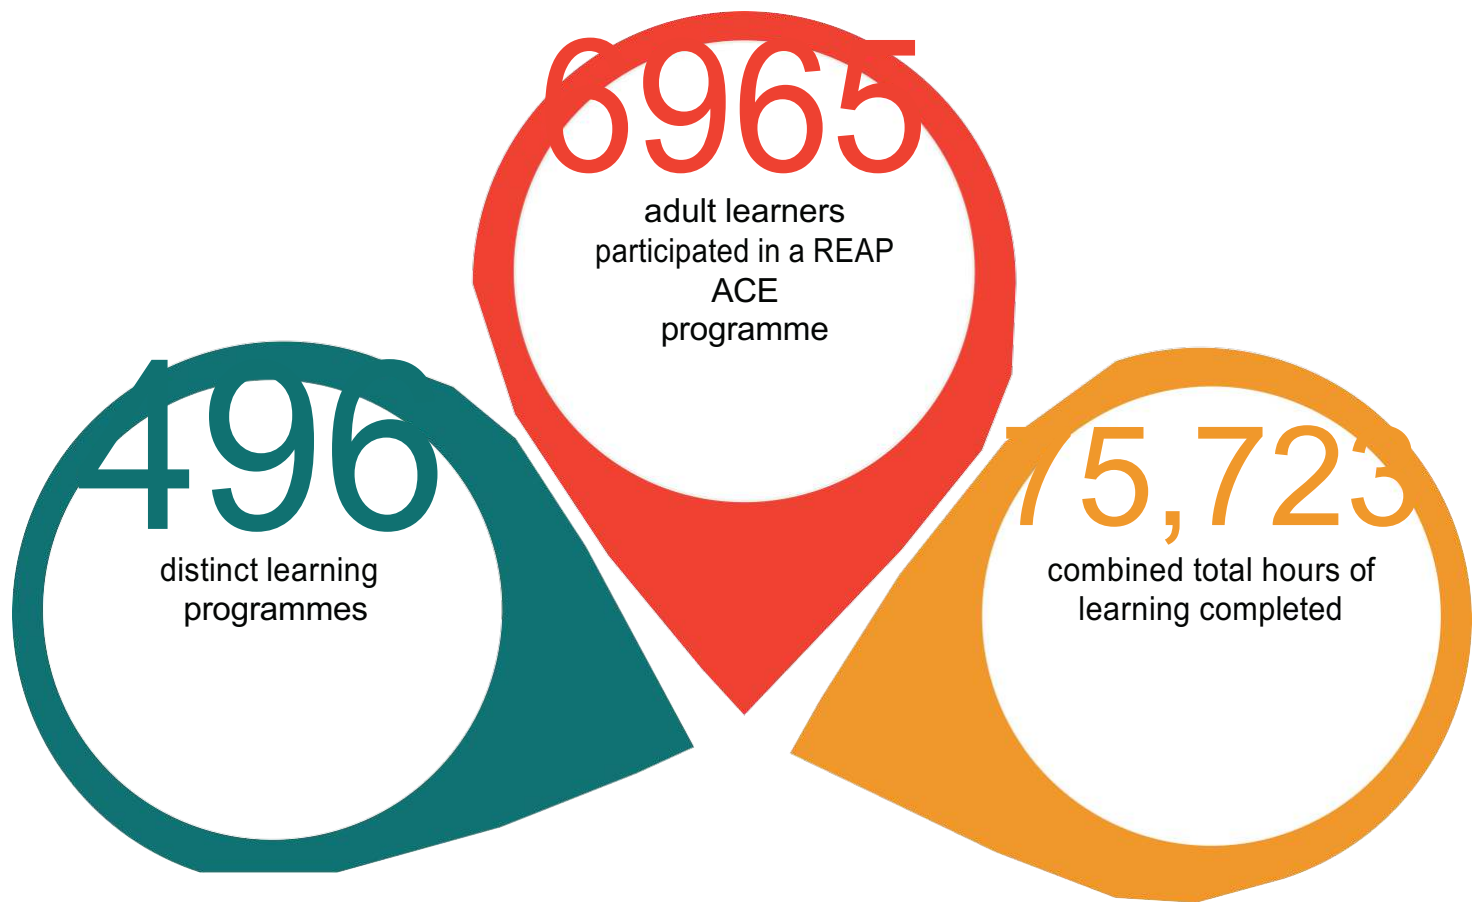 6965
adult learners
participated in a REAP
ACE
programme
496
distinct learning
programmes
75,723
combined total hours of
learning completed